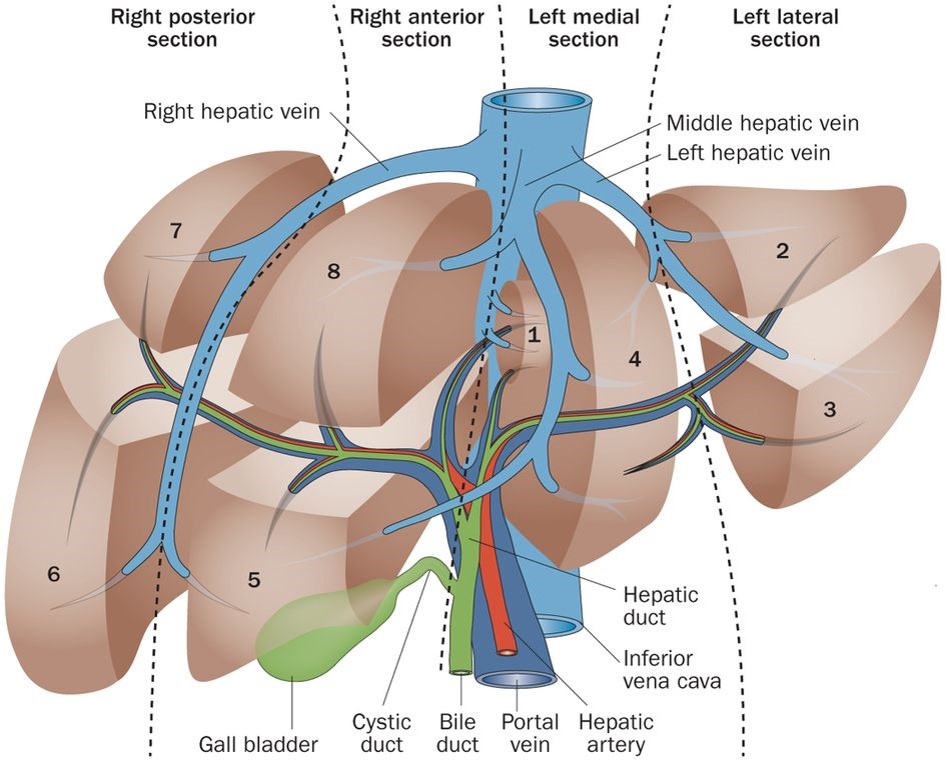 Right posterior
section
Right anterior
section
Left medial
section
Left lateral
section
Right hepatic vein
Middle hepatic vein
Left hepatic vein
7
8
2
1
4
3
6
5
Hepatic
duct
Inferior
vena cava
Gall bladder
Cystic
duct
Bile
duct
Portal
vein
Hepatic
artery